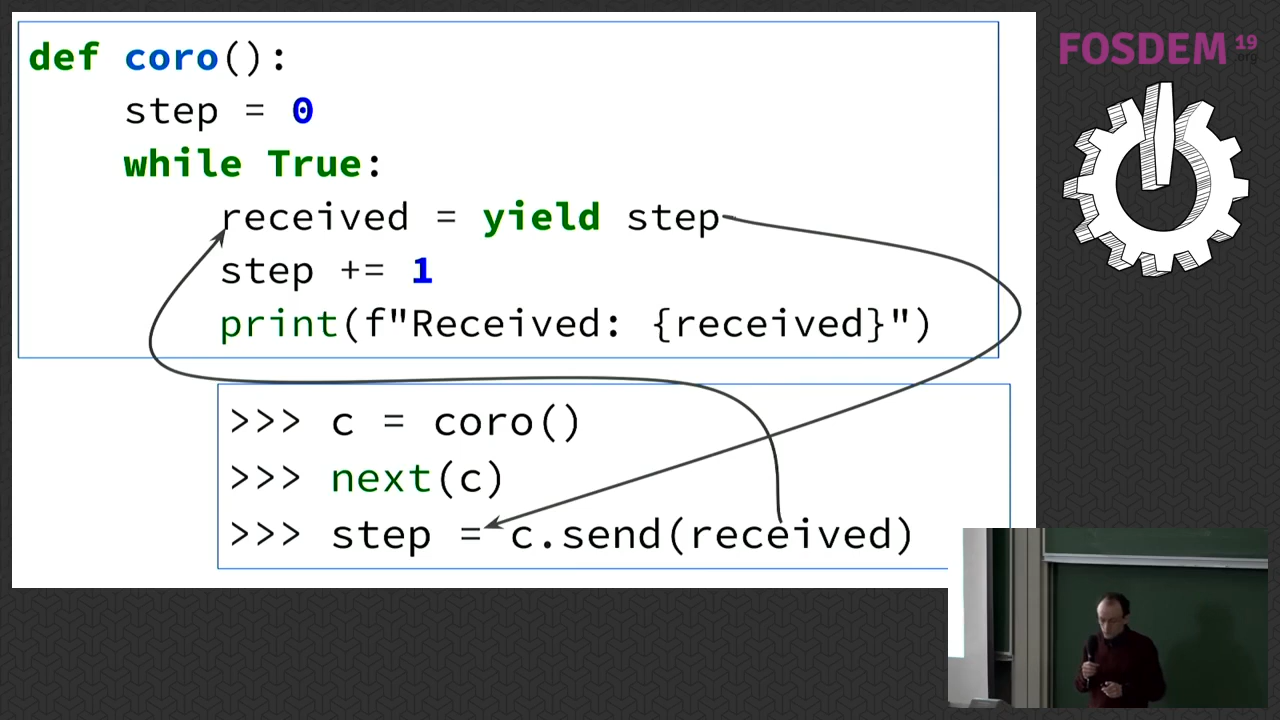 def coro():
    step = 0
    while True:
        received = yield step
        step += 1
        print(f"Received: {received}")
>>> c = coro()
>>> next(c)
>>> step = c.send(received)
FOSDEM 19
.org